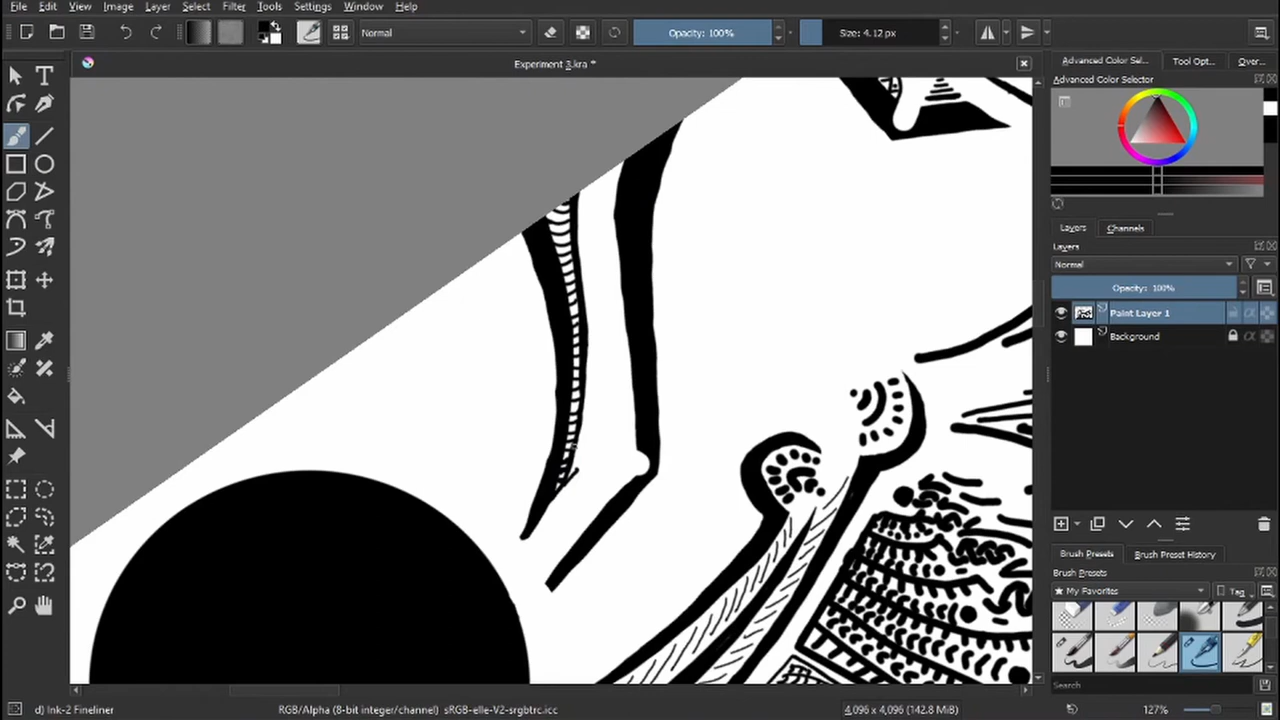 File Edit View Image Layer Select Filter Tools Settings Window Help
Normal Opacity: 100% Size: 4.12 px
Experiment 3.kra *
Advanced Color Sel... Tool Opt... Over...
Advanced Color Selector
Layers Channels
Layers
Normal
Opacity: 100%
Paint Layer 1
Background
Brush Presets Brush Preset History
Brush Presets
★ My Favorites Tag
Search
d) Ink-2 Fineliner RGB/Alpha (8-bit integer/channel) sRGB-elle-V2-srgbtrc.icc 4,096 x 4,096 (142.8 MiB) 127%